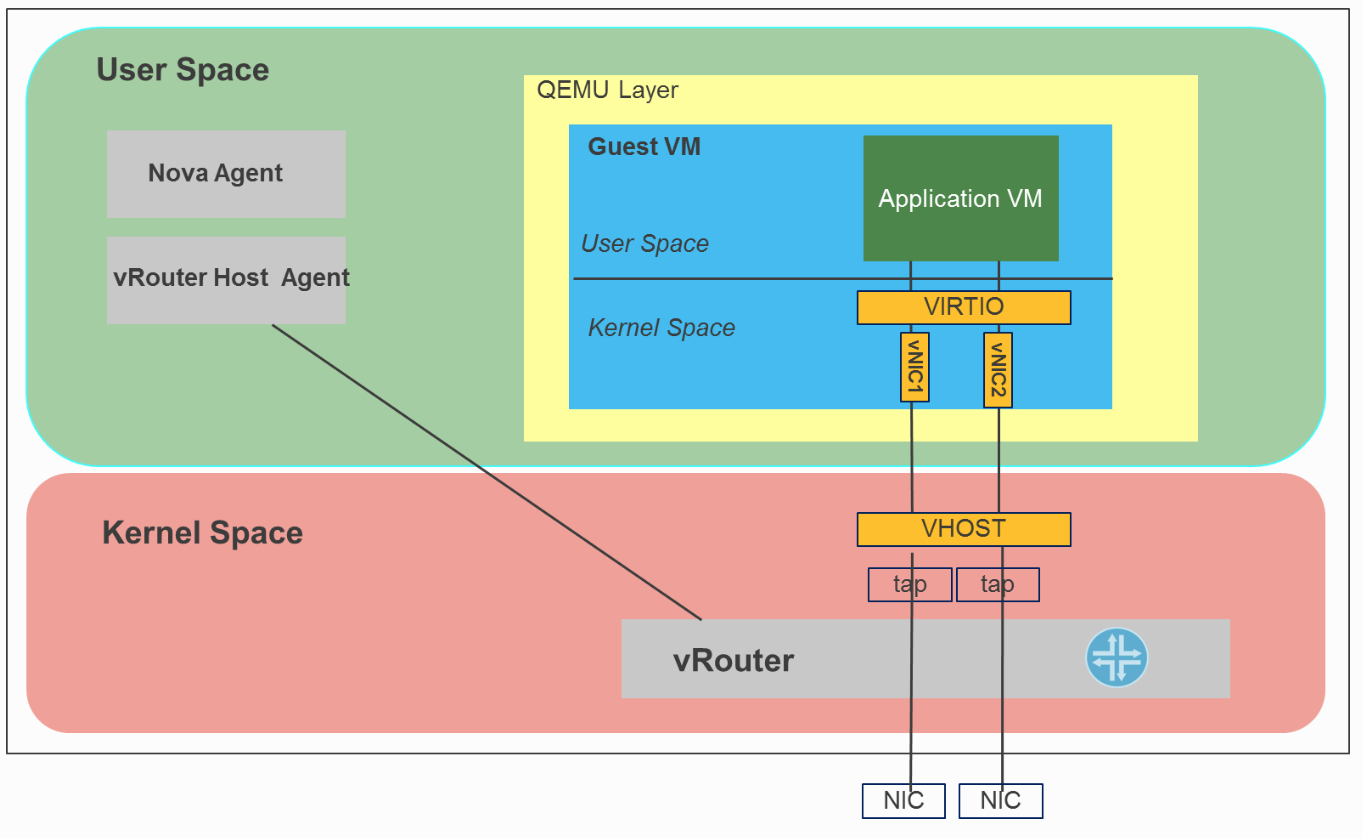 User Space
QEMU Layer
Nova Agent
vRouter Host Agent
Guest VM
Application VM
User Space
VIRTIO
Kernel Space
vNIC1
vNIC2
Kernel Space
VHOST
tap
tap
vRouter
NIC
NIC